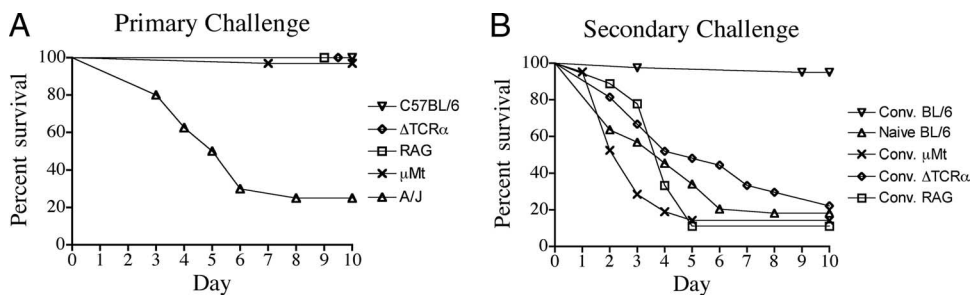 A
Primary Challenge
Percent survival
100
80
60
40
20
0
0 1 2 3 4 5 6 7 8 9 10
Day
C57BL/6
ΔTCRα
RAG
μMt
A/J
B
Secondary Challenge
Percent survival
100
80
60
40
20
0
0 1 2 3 4 5 6 7 8 9 10
Day
Conv. BL/6
Naive BL/6
Conv. μMt
Conv. ΔTCRα
Conv. RAG